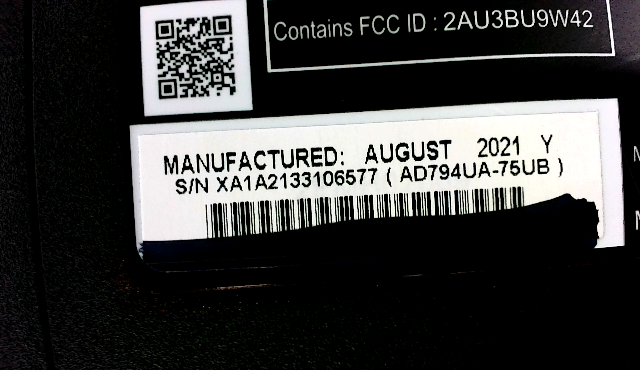 Contains FCC ID : 2AU3BU9W42
MANUFACTURED: AUGUST 2021 Y
S/N XA1A2133106577 ( AD794UA-75UB )